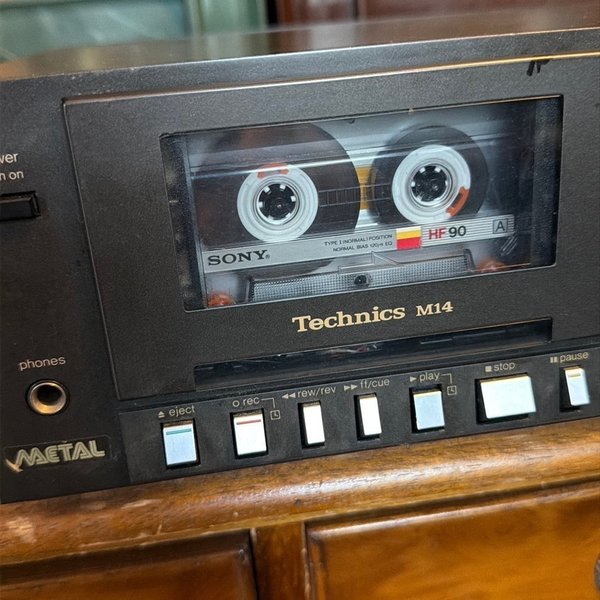 wer
h on
TYPE I (NORMAL) POSITION
NORMAL BIAS 120μs EQ
SONY®
HF 90
A
Technics M14
phones
⏏ eject
○ rec
◀◀ rew/rev
▶▶ ff/cue
▶ play
■ stop
▮▮ pause
METAL